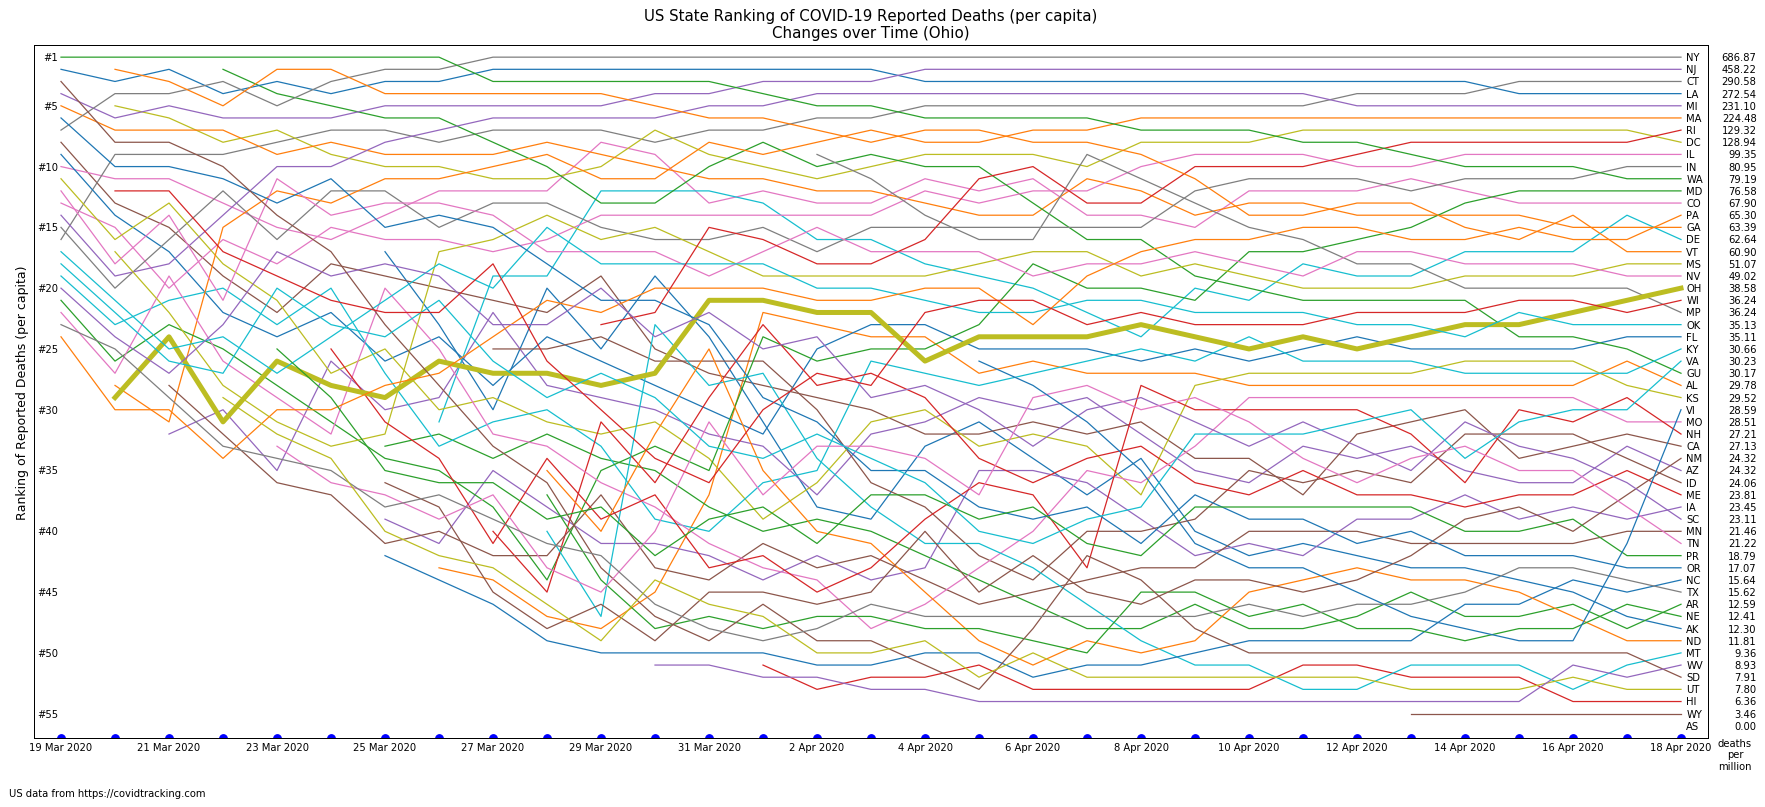 US State Ranking of COVID-19 Reported Deaths (per capita)
Changes over Time (Ohio)
Ranking of Reported Deaths (per capita)
#1
#5
#10
#15
#20
#25
#30
#35
#40
#45
#50
#55
NY 686.87
NJ 458.22
CT 290.58
LA 272.54
MI 231.10
MA 224.48
RI 129.32
DC 128.94
IL 99.35
IN 80.95
WA 79.19
MD 76.58
CO 67.90
PA 65.30
GA 63.39
DE 62.64
VT 60.90
MS 51.07
NV 49.02
OH 38.58
WI 36.24
MP 36.24
OK 35.13
FL 35.11
KY 30.66
VA 30.23
GU 30.17
AL 29.78
KS 29.52
VI 28.59
MO 28.51
NH 27.21
CA 27.13
NM 24.32
AZ 24.32
ID 24.06
ME 23.81
IA 23.45
SC 23.11
MN 21.46
TN 21.22
PR 18.79
OR 17.07
NC 15.64
TX 15.62
AR 12.59
NE 12.41
AK 12.30
ND 11.81
MT 9.36
WV 8.93
SD 7.91
UT 7.80
HI 6.36
WY 3.46
AS 0.00
19 Mar 2020 21 Mar 2020 23 Mar 2020 25 Mar 2020 27 Mar 2020 29 Mar 2020 31 Mar 2020 2 Apr 2020 4 Apr 2020 6 Apr 2020 8 Apr 2020 10 Apr 2020 12 Apr 2020 14 Apr 2020 16 Apr 2020 18 Apr 2020
deaths
per
million
US data from https://covidtracking.com